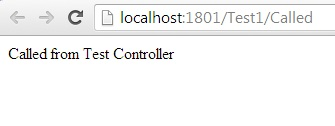 localhost:1801/Test1/Called
Called from Test Controller